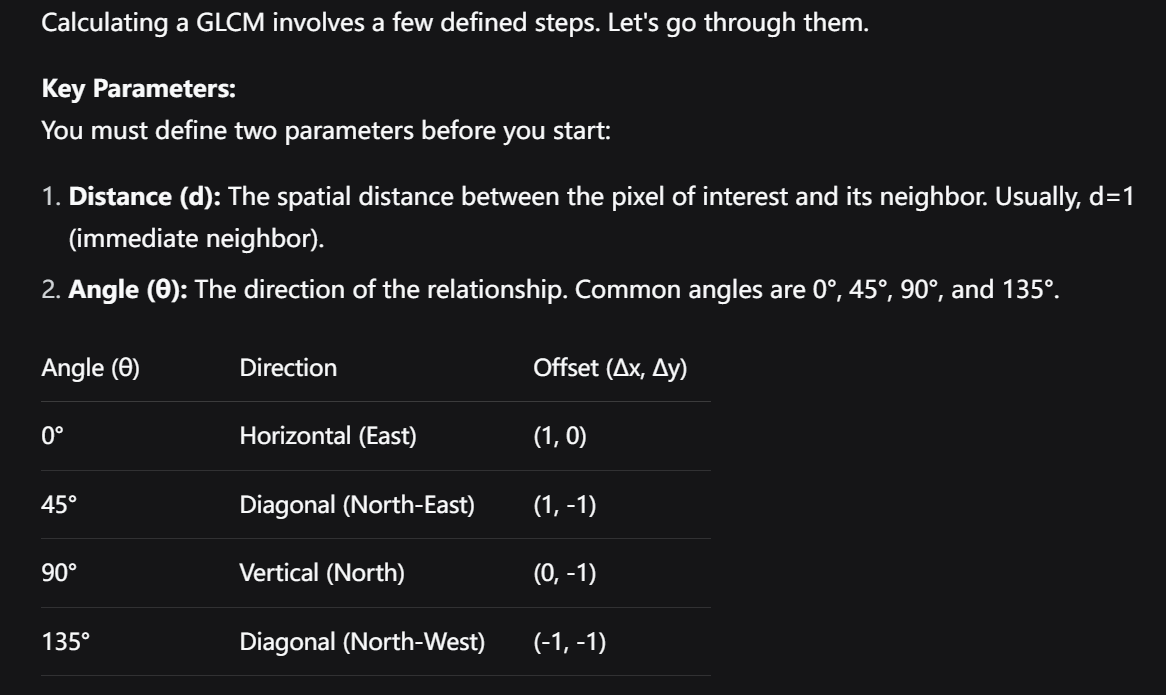 Calculating a GLCM involves a few defined steps. Let's go through them.
Key Parameters:
You must define two parameters before you start:
1. Distance (d): The spatial distance between the pixel of interest and its neighbor. Usually, d=1
(immediate neighbor).
2. Angle (θ): The direction of the relationship. Common angles are 0°, 45°, 90°, and 135°.
Angle (θ) Direction Offset (Δx, Δy)
0° Horizontal (East) (1, 0)
45° Diagonal (North-East) (1, -1)
90° Vertical (North) (0, -1)
135° Diagonal (North-West) (-1, -1)